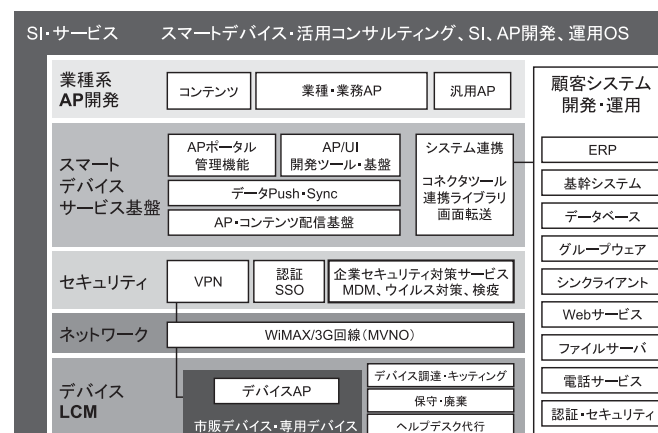 SI・サービス　スマートデバイス・活用コンサルティング、SI、AP開発、運用OS
業種系
AP開発
コンテンツ
業種・業務AP
汎用AP
スマート
デバイス
サービス基盤
APポータル
管理機能
AP/UI
開発ツール・基盤
データPush・Sync
AP・コンテンツ配信基盤
システム連携
コネクタツール
連携ライブラリ
画面転送
セキュリティ
VPN
認証
SSO
企業セキュリティ対策サービス
MDM、ウイルス対策、検疫
ネットワーク
WiMAX/3G回線(MVNO)
デバイス
LCM
デバイスAP
市販デバイス・専用デバイス
デバイス調達・キッティング
保守・廃棄
ヘルプデスク代行
顧客システム
開発・運用
ERP
基幹システム
データベース
グループウェア
シンクライアント
Webサービス
ファイルサーバ
電話サービス
認証・セキュリティ